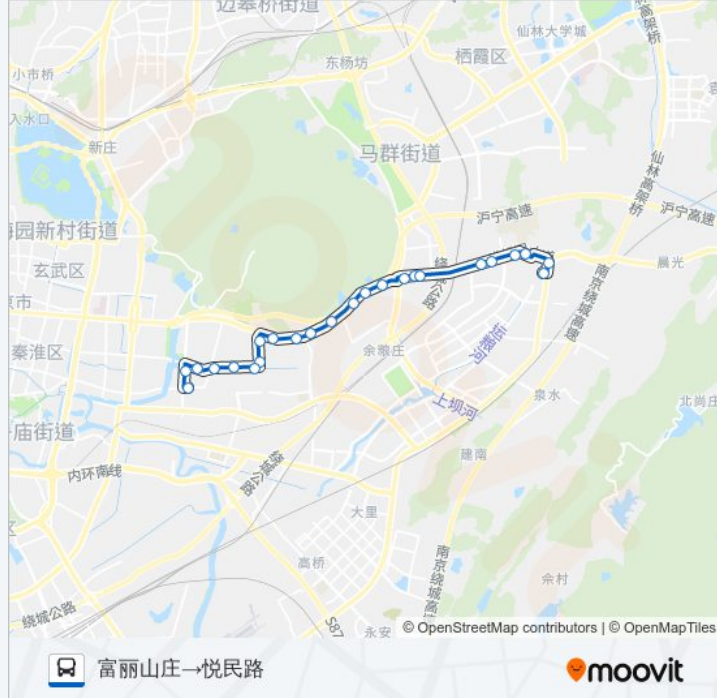 边皋桥街道
仙林大学城
栖霞区
东杨坊
小市桥
仙林高架桥
入水口
新庄
马群街道
沪宁高速
沪宁高速
海园新村街道
玄武区
绕城公路
晨光
南京绕城高速
京市
秦淮区
运粮河
余粮庄
上坝河
泉水
北尚庄
庙街道
绕城公路
建南
内环南线
大里
高桥
南京绕城高速
佘村
绕城公路
S87
永安
© OpenStreetMap contributors | © OpenMapTiles
富丽山庄→悦民路
moovit